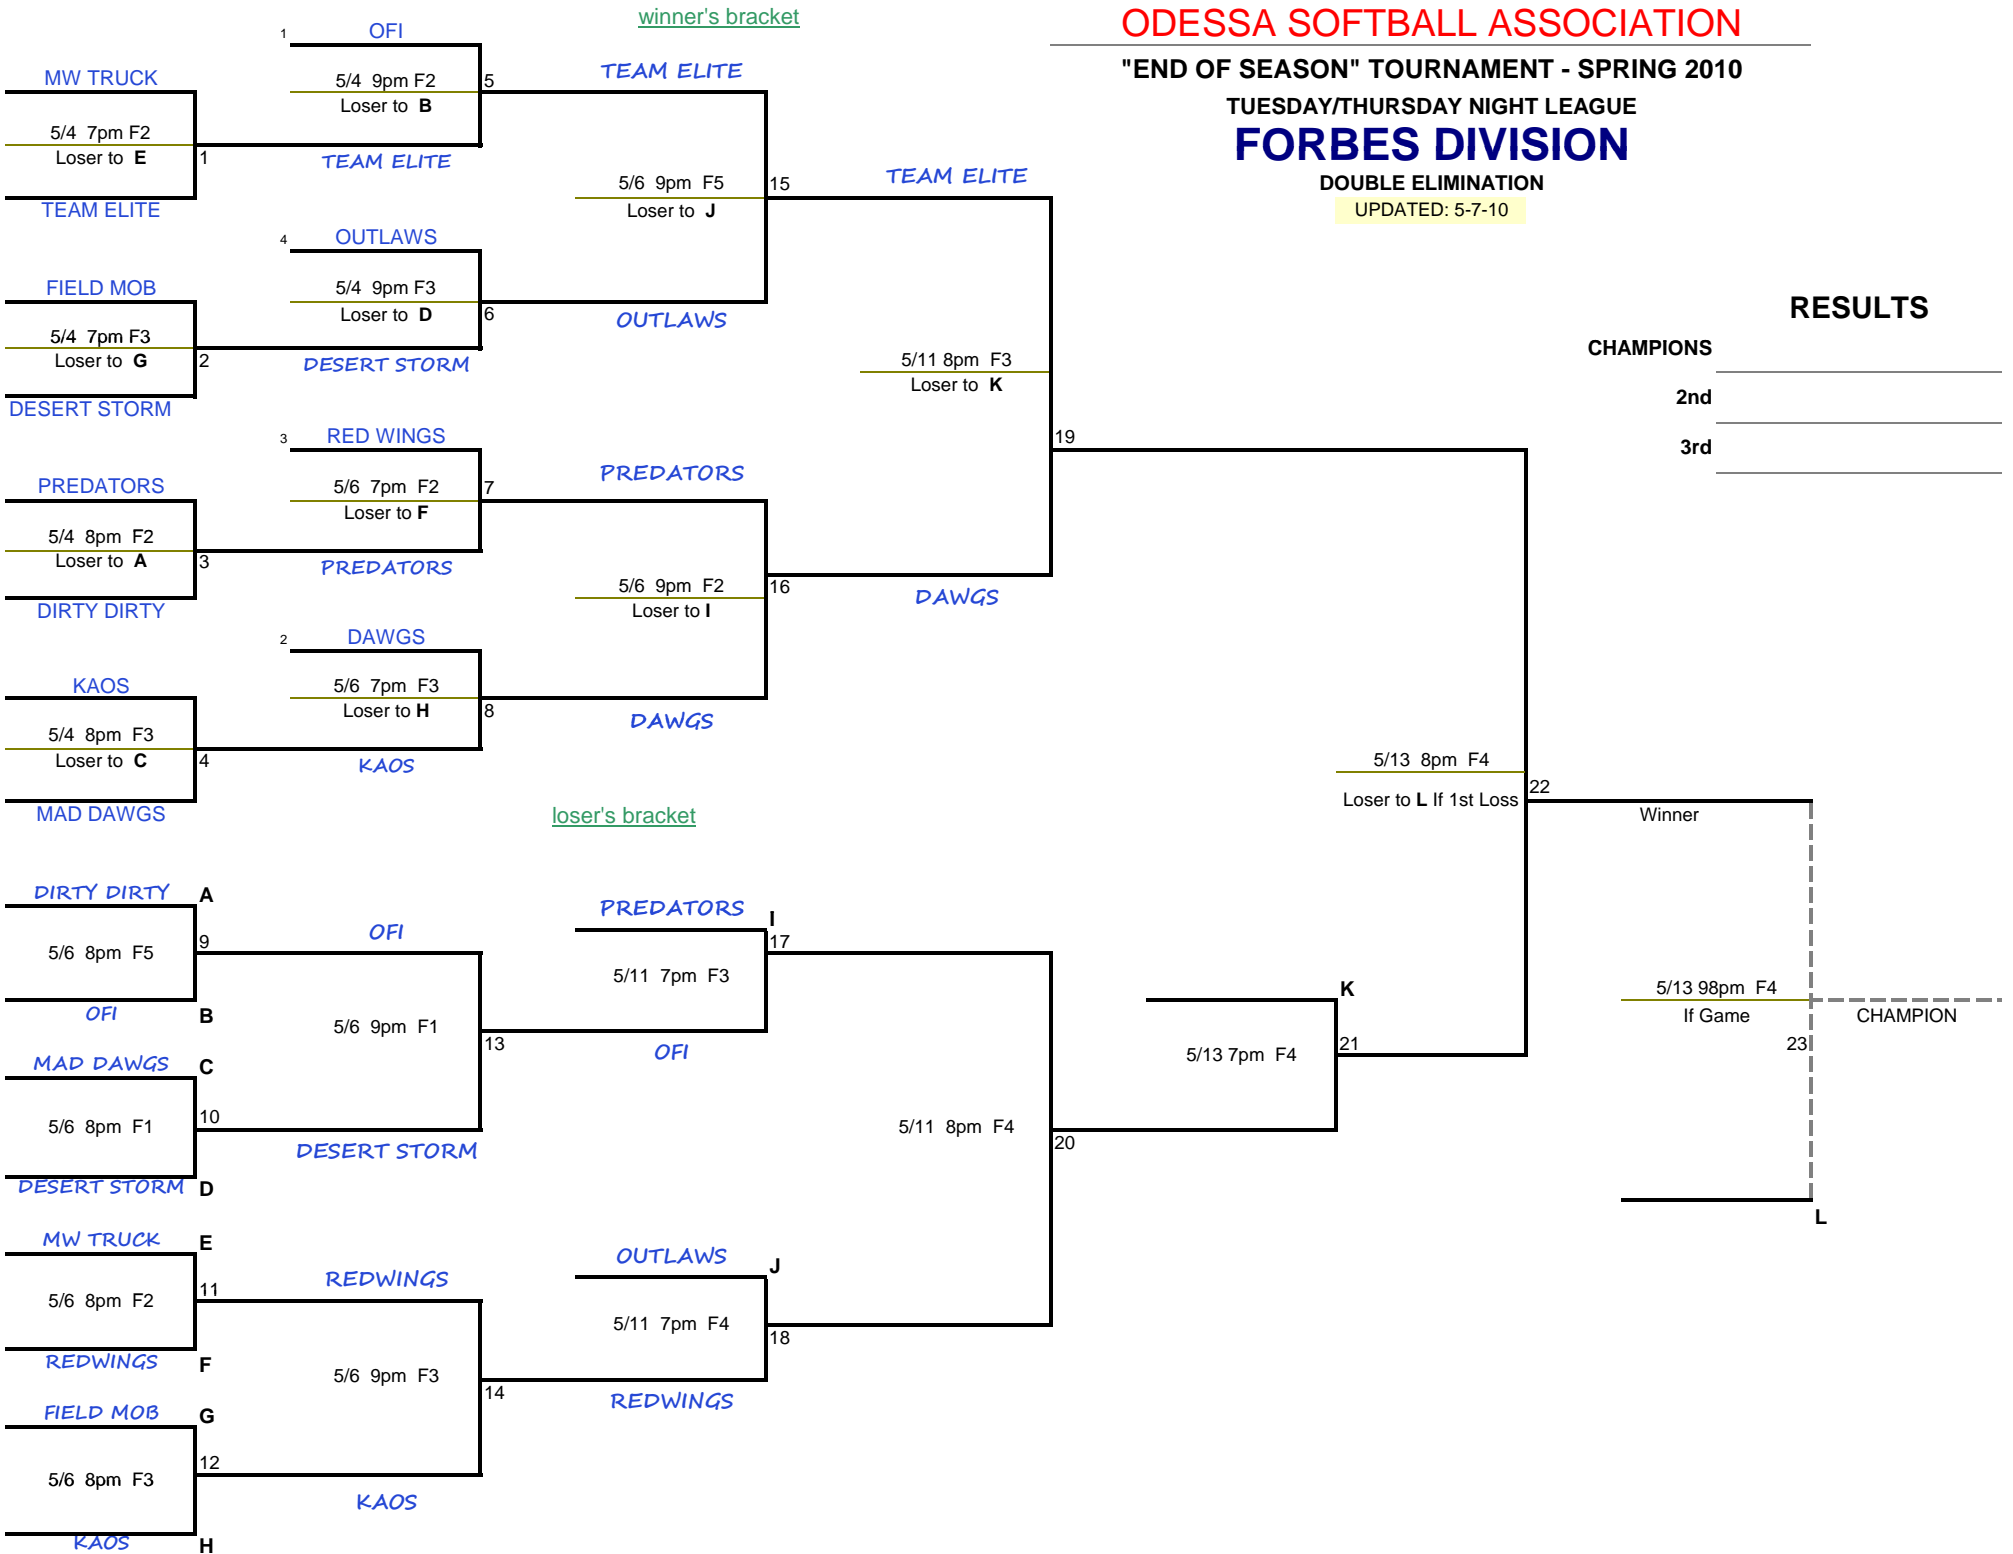 winner's bracket
ODESSA SOFTBALL ASSOCIATION
"END OF SEASON" TOURNAMENT - SPRING 2010
TUESDAY/THURSDAY NIGHT LEAGUE
FORBES DIVISION
DOUBLE ELIMINATION
UPDATED: 5-7-10
RESULTS
CHAMPIONS
2nd
3rd
MW TRUCK
5/4 7pm F2
Loser to E
1
TEAM ELITE
FIELD MOB
5/4 7pm F3
Loser to G
2
DESERT STORM
PREDATORS
5/4 8pm F2
Loser to A
3
DIRTY DIRTY
KAOS
5/4 8pm F3
Loser to C
4
MAD DAWGS
1 OFI
5/4 9pm F2
Loser to B
5
TEAM ELITE
4 OUTLAWS
5/4 9pm F3
Loser to D
6
DESERT STORM
3 RED WINGS
5/6 7pm F2
Loser to F
7
PREDATORS
2 DAWGS
5/6 7pm F3
Loser to H
8
KAOS
TEAM ELITE
5/6 9pm F5
Loser to J
15
OUTLAWS
PREDATORS
5/6 9pm F2
Loser to I
16
DAWGS
TEAM ELITE
5/11 8pm F3
Loser to K
19
DAWGS
5/13 8pm F4
Loser to L If 1st Loss
22
Winner
loser's bracket
DIRTY DIRTY A
5/6 8pm F5
9
OFI B
MAD DAWGS C
5/6 8pm F1
10
DESERT STORM D
MW TRUCK E
5/6 8pm F2
11
REDWINGS F
FIELD MOB G
5/6 8pm F3
12
KAOS H
OFI
5/6 9pm F1
13
DESERT STORM
REDWINGS
5/6 9pm F3
14
KAOS
PREDATORS I
5/11 7pm F3
17
OFI
OUTLAWS J
5/11 7pm F4
18
REDWINGS
5/11 8pm F4
20
K
5/13 7pm F4
21
5/13 98pm F4
If Game
23
CHAMPION
L